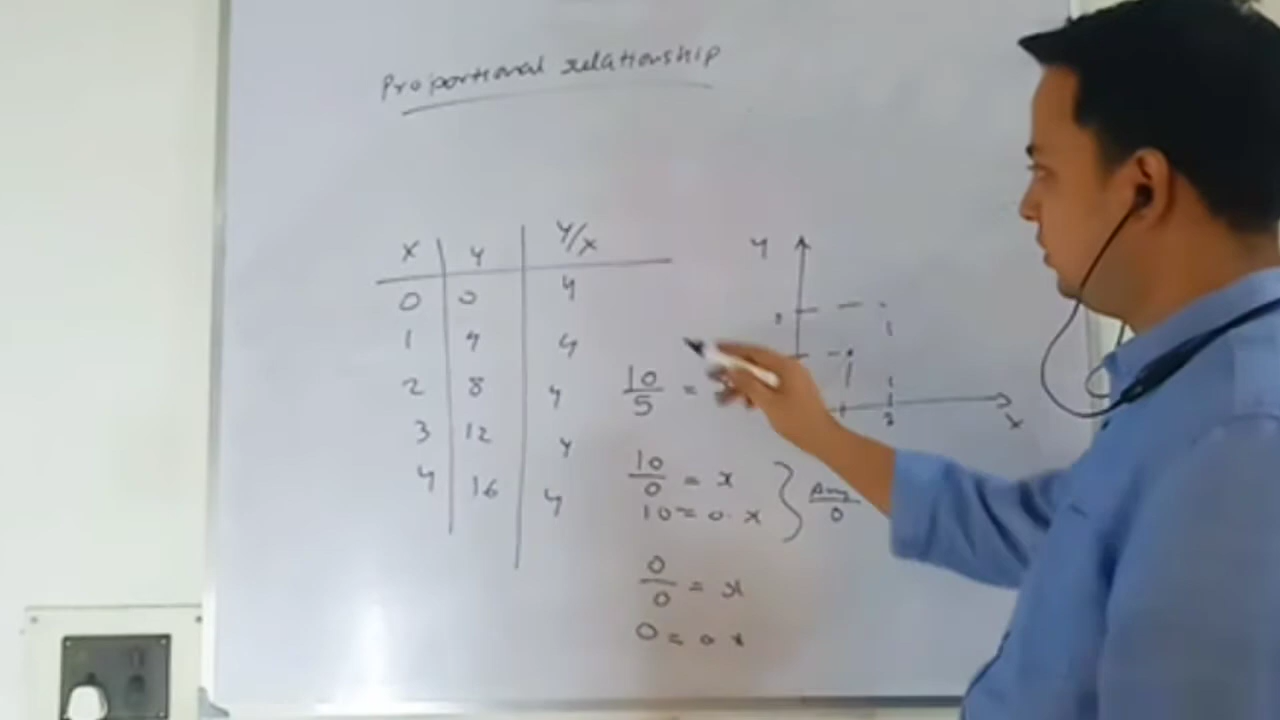 Proportional relationship
X Y Y/X
0 0 4
1 4 4
2 8 4
3 12 4
4 16 4
10/5 =
10/0 = x
10 = 0. x
Any/0
0/0 = x
0 = 0 x
Y
X